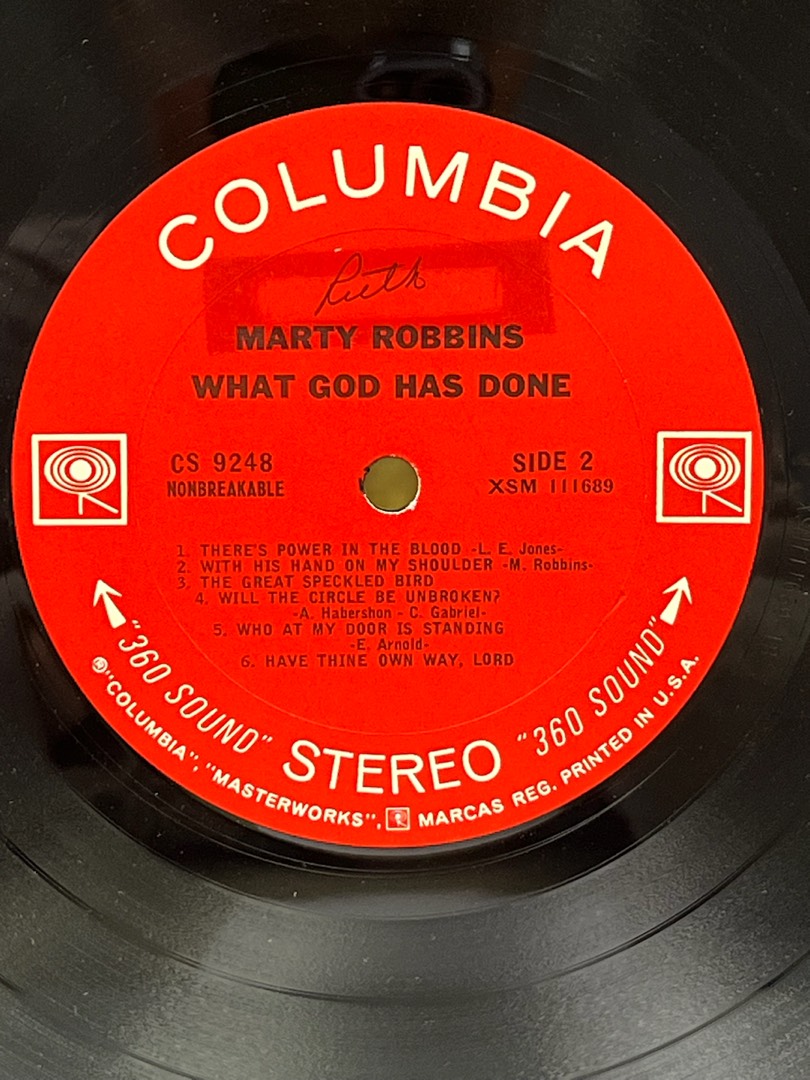 COLUMBIA
Ruth
MARTY ROBBINS
WHAT GOD HAS DONE
CS 9248
NONBREAKABLE
SIDE 2
XSM 111689
1. THERE'S POWER IN THE BLOOD -L. E. Jones-
2. WITH HIS HAND ON MY SHOULDER -M. Robbins-
3. THE GREAT SPECKLED BIRD
4. WILL THE CIRCLE BE UNBROKEN?
-A. Habershon - C. Gabriel-
5. WHO AT MY DOOR IS STANDING
-E. Arnold-
6. HAVE THINE OWN WAY, LORD
"360 SOUND" STEREO "360 SOUND"
®"COLUMBIA", "MASTERWORKS", MARCAS REG. PRINTED IN U.S.A.